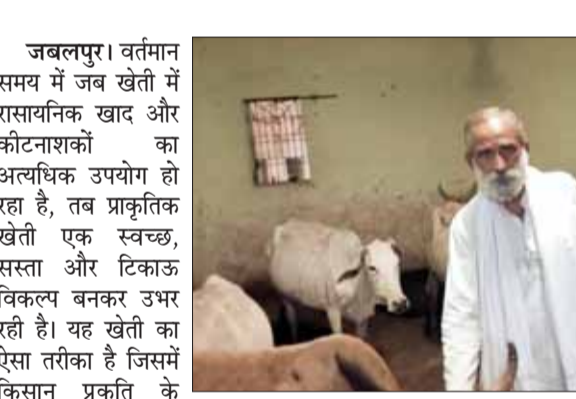 जबलपुर। वर्तमान
समय में जब खेती में
रासायनिक खाद और
कीटनाशकों का
अत्यधिक उपयोग हो
रहा है, तब प्राकृतिक
खेती एक स्वच्छ,
सस्ता और टिकाऊ
विकल्प बनकर उभर
रही है। यह खेती का
ऐसा तरीका है जिसमें
किसान प्रकृति के